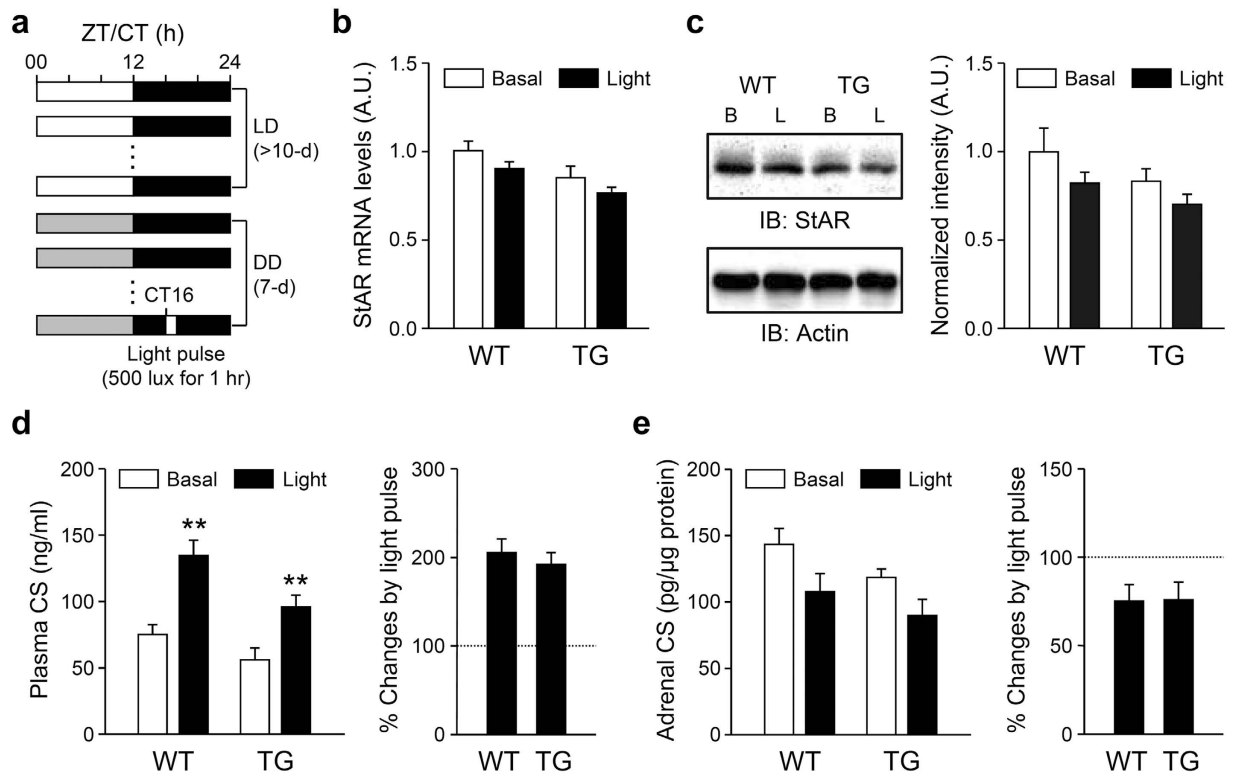 a
ZT/CT (h)
00 12 24
LD
(>10-d)
DD
(7-d)
CT16
Light pulse
(500 lux for 1 hr)
b
StAR mRNA levels (A.U.)
1.5
1.0
0.5
0.0
Basal Light
WT TG
c
WT TG
B L B L
IB: StAR
IB: Actin
Normalized intensity (A.U.)
1.5
1.0
0.5
0.0
Basal Light
WT TG
d
Plasma CS (ng/ml)
200
150
100
50
0
Basal Light
**
**
WT TG
% Changes by light pulse
300
200
100
0
WT TG
e
Adrenal CS (pg/µg protein)
200
150
100
50
0
Basal Light
WT TG
% Changes by light pulse
150
100
50
0
WT TG